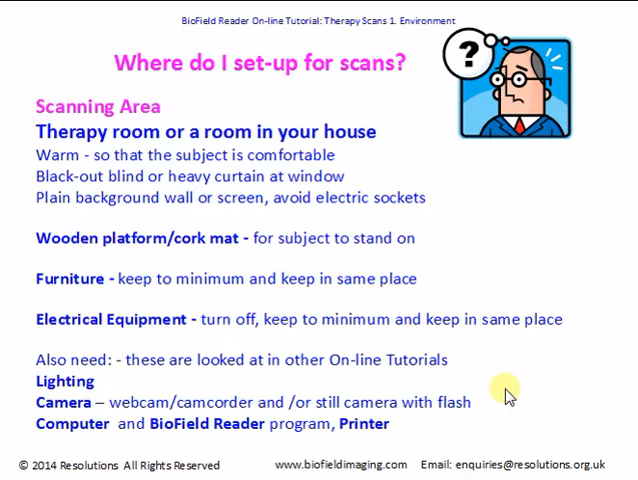 BioField Reader On-line Tutorial: Therapy Scans 1. Environment
Where do I set-up for scans?
?
Scanning Area
Therapy room or a room in your house
Warm - so that the subject is comfortable
Black-out blind or heavy curtain at window
Plain background wall or screen, avoid electric sockets
Wooden platform/cork mat - for subject to stand on
Furniture - keep to minimum and keep in same place
Electrical Equipment - turn off, keep to minimum and keep in same place
Also need: - these are looked at in other On-line Tutorials
Lighting
Camera – webcam/camcorder and /or still camera with flash
Computer and BioField Reader program, Printer
© 2014 Resolutions All Rights Reserved www.biofieldimaging.com Email: enquiries@resolutions.org.uk